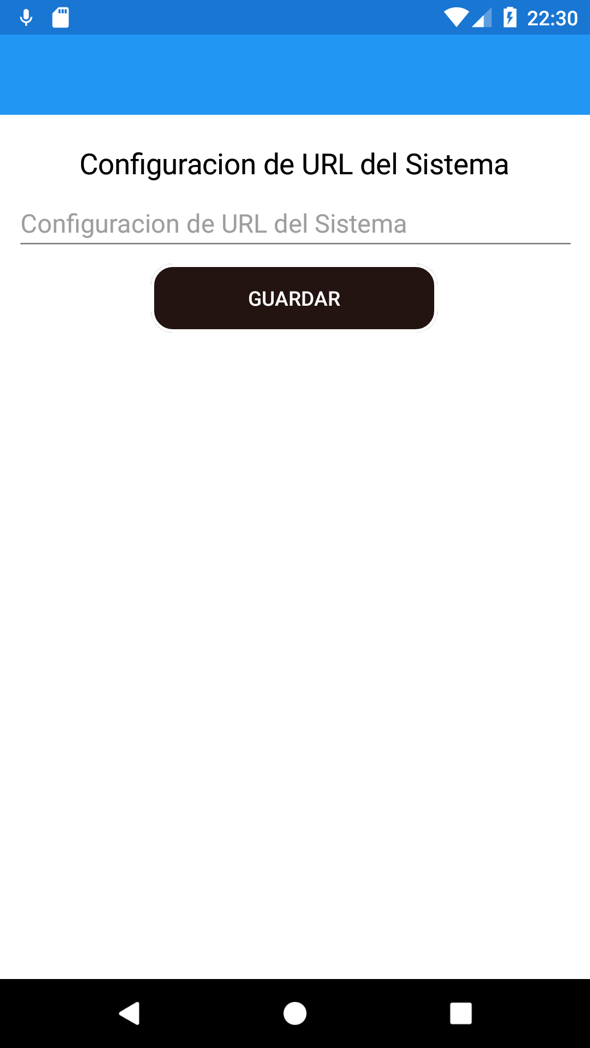 22:30
Configuracion de URL del Sistema
Configuracion de URL del Sistema
GUARDAR